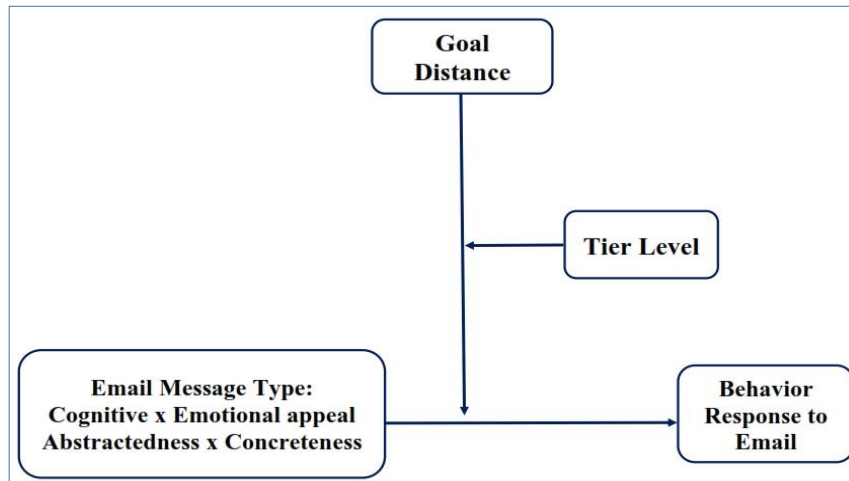 Goal
Distance
Tier Level
Email Message Type:
Cognitive x Emotional appeal
Abstractedness x Concreteness
Behavior
Response to
Email